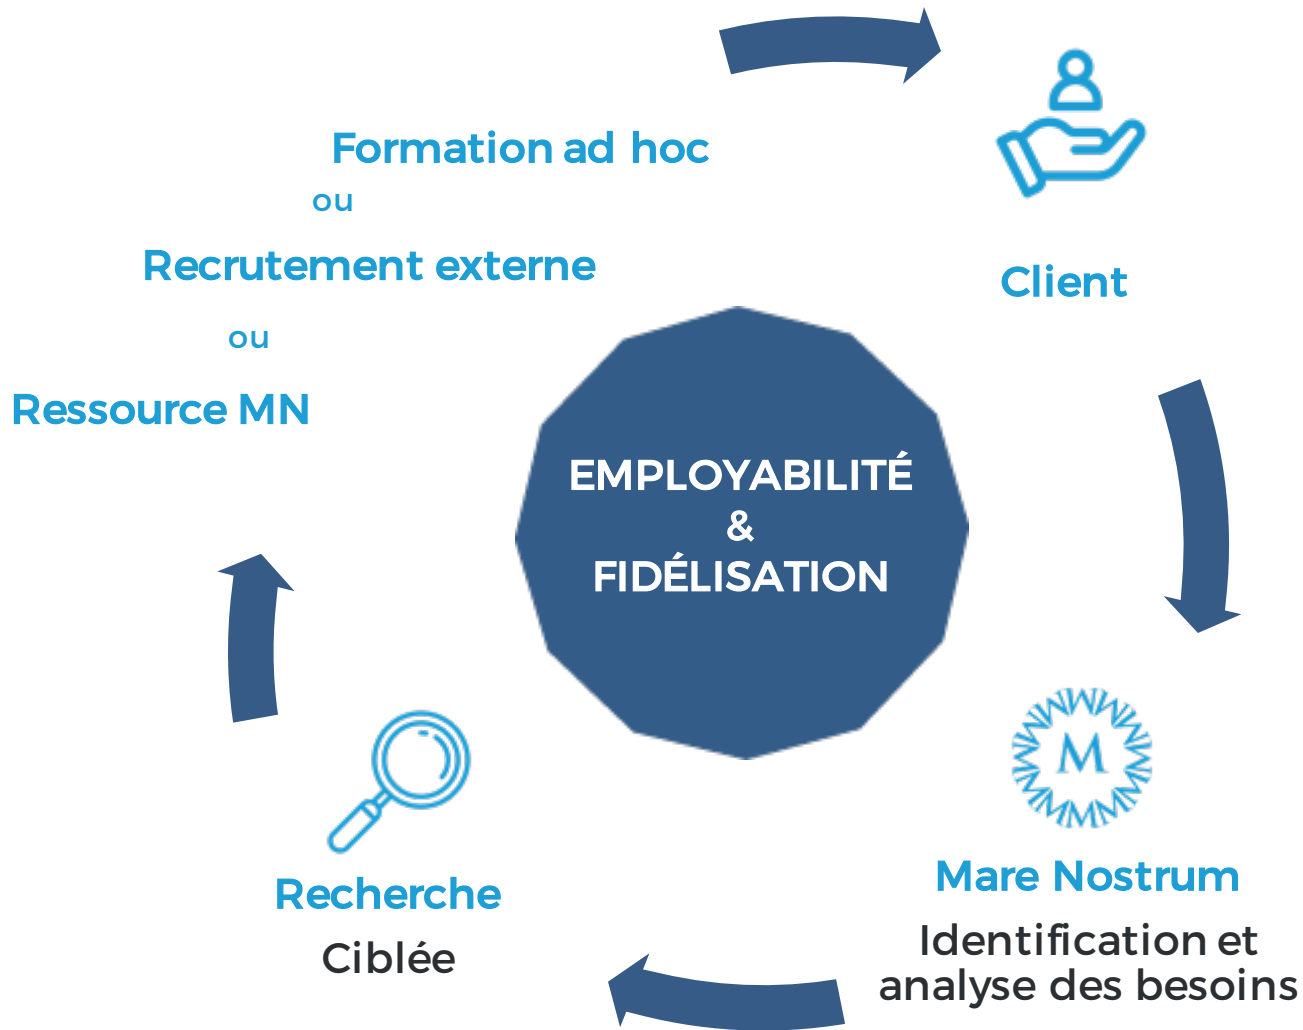 Formation ad hoc
ou
Recrutement externe
ou
Ressource MN
Client
EMPLOYABILITÉ
&
FIDÉLISATION
M
Mare Nostrum
Identification et
analyse des besoins
Recherche
Ciblée